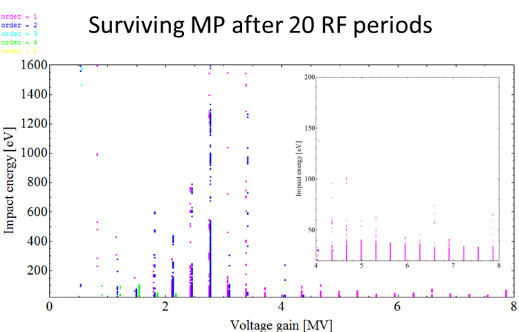 Surviving MP after 20 RF periods
order = 1
order = 2
order = 3
order = 4
order = 5
1600
1400
1200
1000
800
600
400
200
0
2
4
6
8
Impact energy [eV]
Voltage gain [MV]
200
150
100
50
4
5
6
7
8
Impact energy [eV]